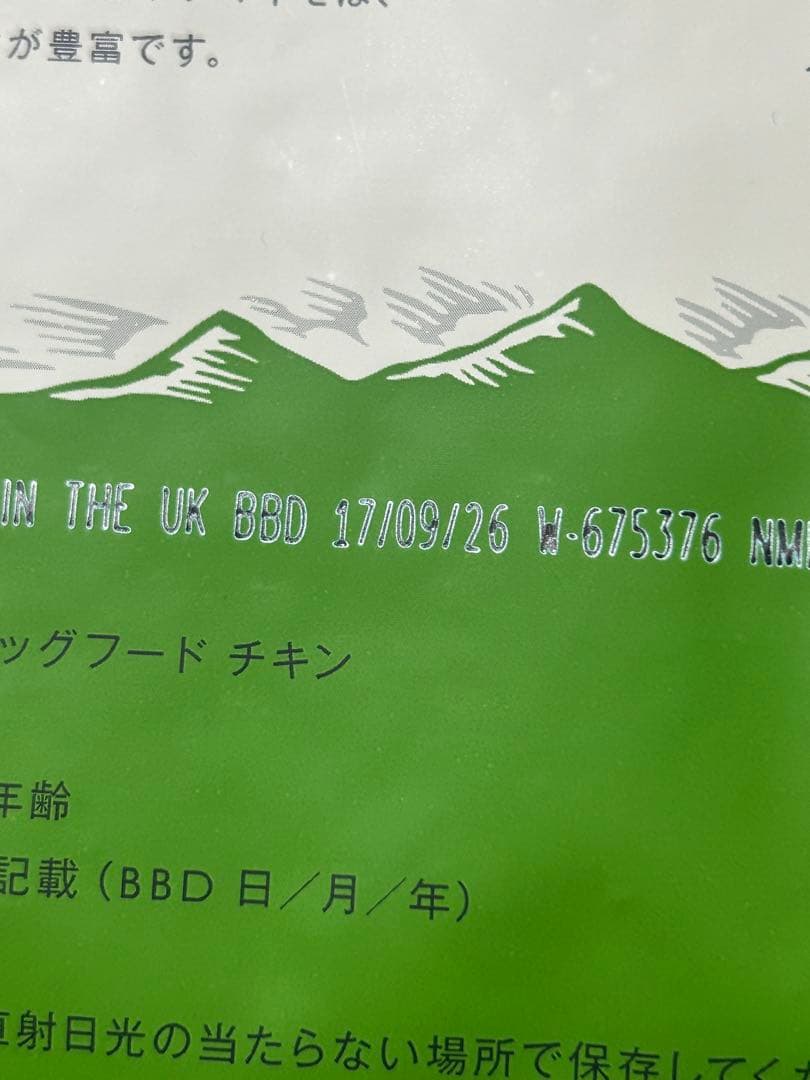 が豊富です。
IN THE UK BBD 17/09/26 W-675376 NM
ッグフード チキン
年齢
記載（BBD 日／月／年）
直射日光の当たらない場所で保存してくだ